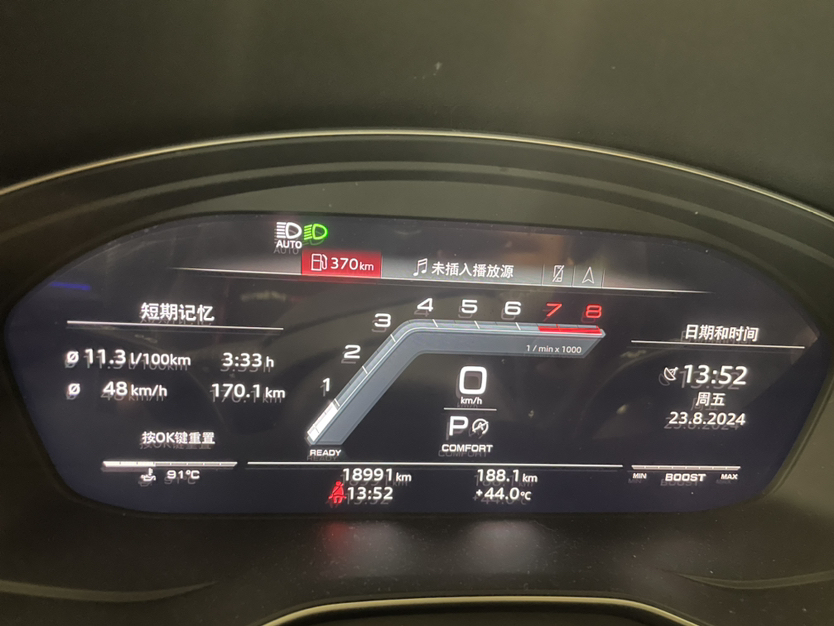 AUTO
370 km
未插入播放源
短期记忆
ø 11.3 l/100km 3:33 h
ø 48 km/h 170.1 km
按OK键重置
91°C
1 2 3 4 5 6 7 8
1 / min x 1000
0
km/h
P
COMFORT
READY
日期和时间
13:52
周五
23.8.2024
18991 km 188.1 km
13:52 +44.0 °C
MIN BOOST MAX